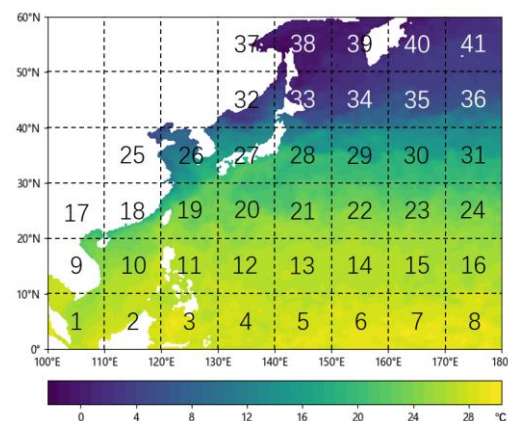 60°N
37 38 39 40 41
50°N
32 33 34 35 36
40°N
25 26 27 28 29 30 31
30°N
17 18 19 20 21 22 23 24
20°N
9 10 11 12 13 14 15 16
10°N
1 2 3 4 5 6 7 8
0°
100°E 110°E 120°E 130°E 140°E 150°E 160°E 170°E 180°
0 4 8 12 16 20 24 28 °C